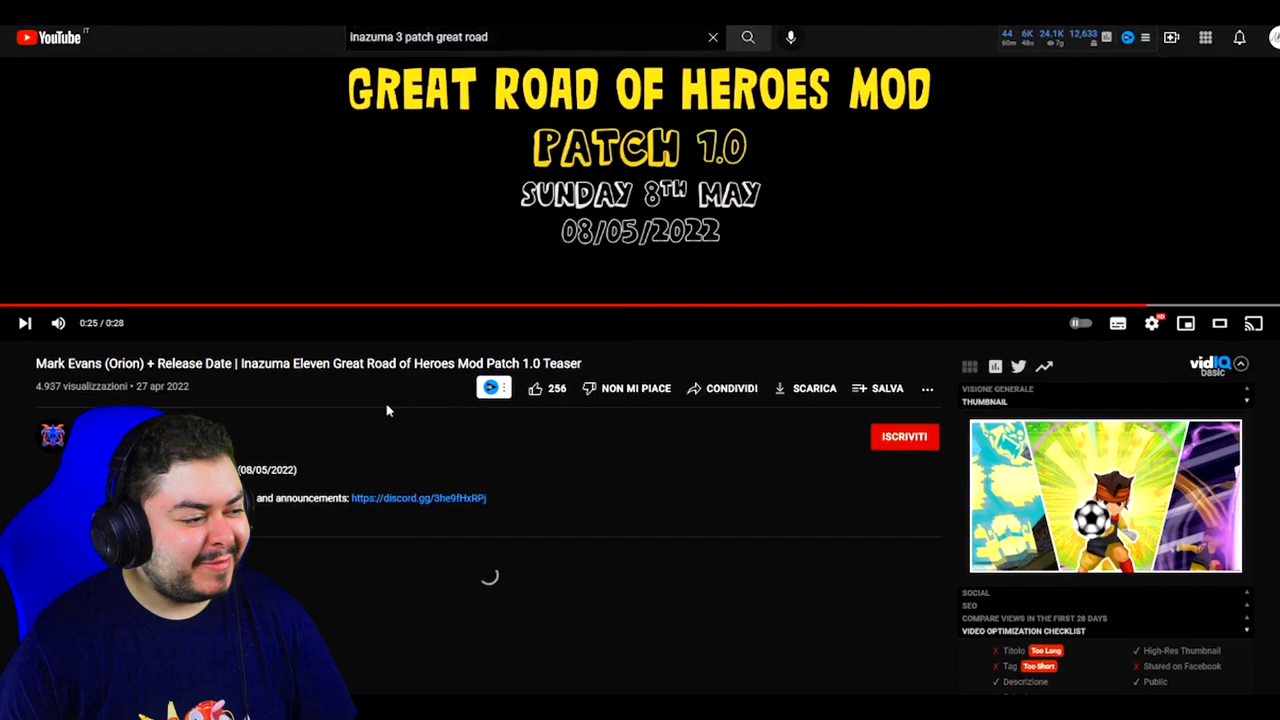 YouTube IT
inazuma 3 patch great road
44 6K 24.1K 12,633
60m 48o 7g
GREAT ROAD OF HEROES MOD
PATCH 1.0
SUNDAY 8TH MAY
08/05/2022
0:25 / 0:28
HD
Mark Evans (Orion) + Release Date | Inazuma Eleven Great Road of Heroes Mod Patch 1.0 Teaser
4.937 visualizzazioni • 27 apr 2022
256
NON MI PIACE
CONDIVIDI
SCARICA
SALVA
ISCRIVITI
(08/05/2022)
and announcements: https://discord.gg/3he9fHxRPj
vidIQ
basic
VISIONE GENERALE
THUMBNAIL
SOCIAL
SEO
COMPARE VIEWS IN THE FIRST 28 DAYS
VIDEO OPTIMIZATION CHECKLIST
Titolo Too Long
High-Res Thumbnail
Tag Too Short
Shared on Facebook
Descrizione
Public